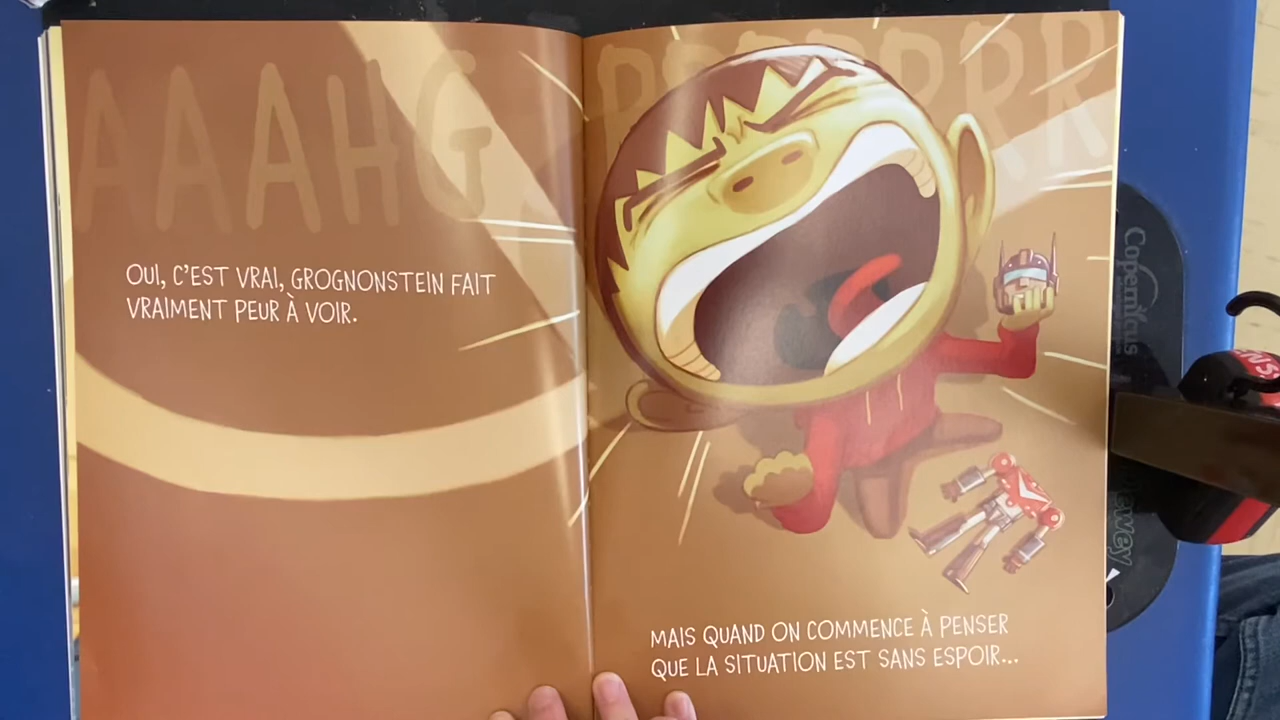 AAAHG RRRRRRR
OUI, C'EST VRAI, GROGNONSTEIN FAIT
VRAIMENT PEUR À VOIR.
MAIS QUAND ON COMMENCE À PENSER
QUE LA SITUATION EST SANS ESPOIR...
Copernicus